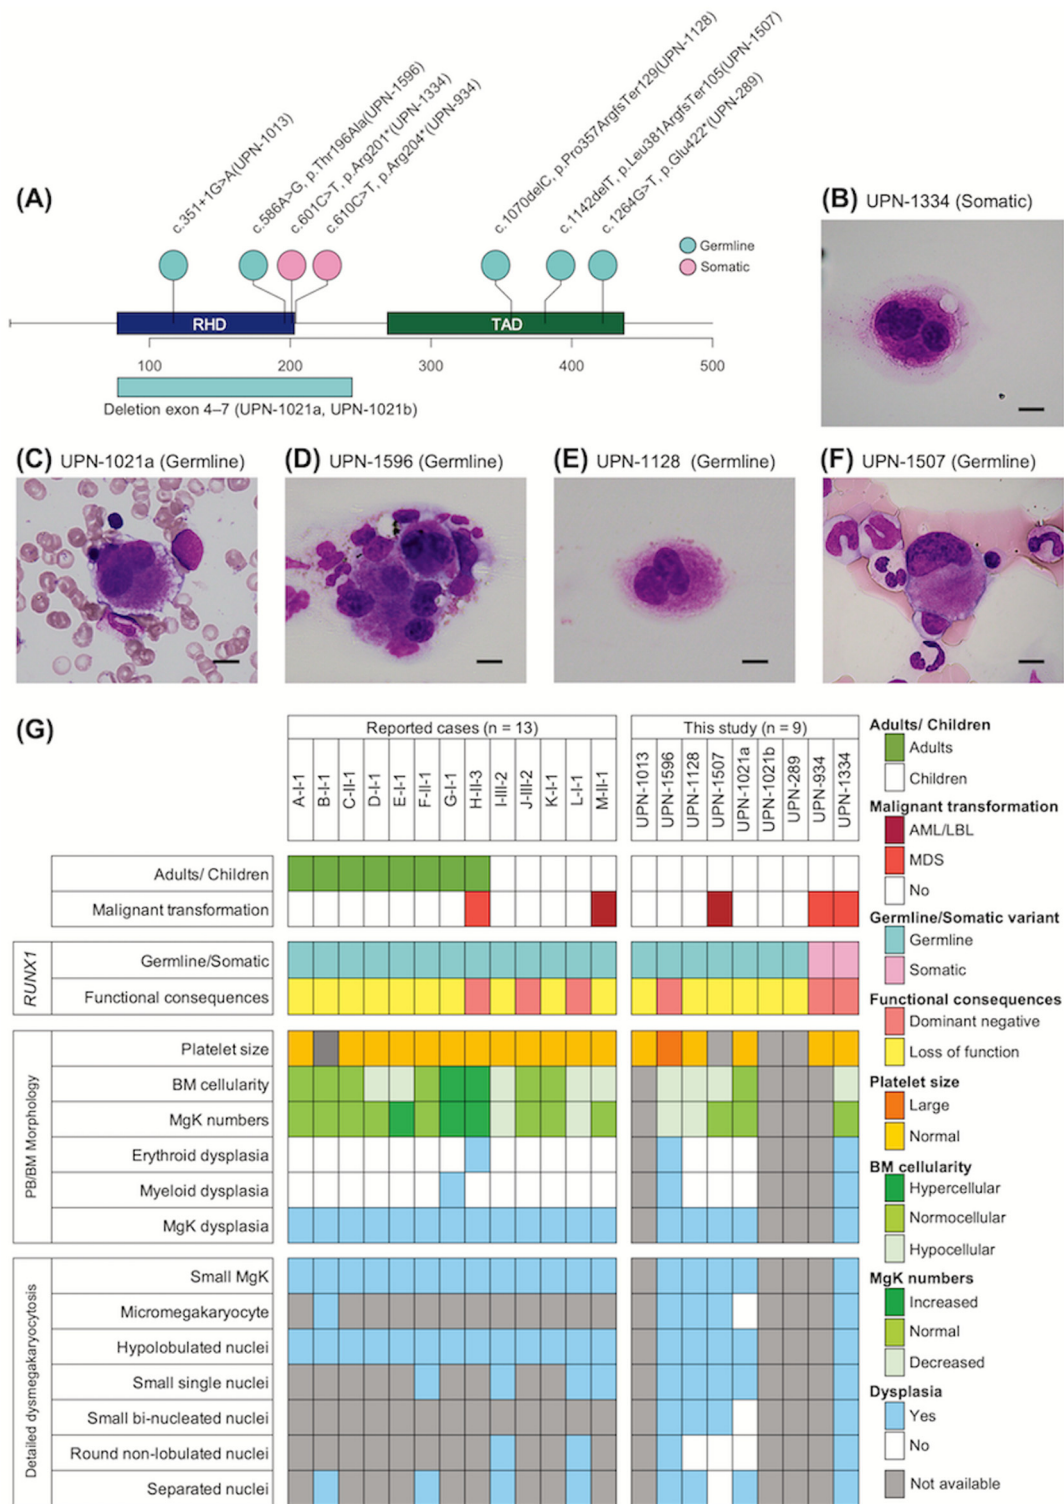 (A)
c.351+1G>A(UPN-1013)
c.586A>G, p.Thr196Ala(UPN-1596)
c.601C>T, p.Arg201*(UPN-1334)
c.610C>T, p.Arg204*(UPN-934)
c.1070delC, p.Pro357ArgfsTer129(UPN-1128)
c.1142delT, p.Leu381ArgfsTer105(UPN-1507)
c.1264G>T, p.Glu422*(UPN-289)
Germline
Somatic
RHD
TAD
100 200 300 400 500
Deletion exon 4–7 (UPN-1021a, UPN-1021b)
(B) UPN-1334 (Somatic)
(C) UPN-1021a (Germline)
(D) UPN-1596 (Germline)
(E) UPN-1128 (Germline)
(F) UPN-1507 (Germline)
(G)
Reported cases (n = 13)
This study (n = 9)
A-I-1
B-I-1
C-II-1
D-I-1
E-I-1
F-II-1
G-I-1
H-II-3
I-III-2
J-III-2
K-I-1
L-I-1
M-II-1
UPN-1013
UPN-1596
UPN-1128
UPN-1507
UPN-1021a
UPN-1021b
UPN-289
UPN-934
UPN-1334
Adults/ Children
Malignant transformation
RUNX1
Germline/Somatic
Functional consequences
PB/BM Morphology
Platelet size
BM cellularity
MgK numbers
Erythroid dysplasia
Myeloid dysplasia
MgK dysplasia
Detailed dysmegakaryocytosis
Small MgK
Micromegakaryocyte
Hypolobulated nuclei
Small single nuclei
Small bi-nucleated nuclei
Round non-lobulated nuclei
Separated nuclei
Adults/ Children
Adults
Children
Malignant transformation
AML/LBL
MDS
No
Germline/Somatic variant
Germline
Somatic
Functional consequences
Dominant negative
Loss of function
Platelet size
Large
Normal
BM cellularity
Hypercellular
Normocellular
Hypocellular
MgK numbers
Increased
Normal
Decreased
Dysplasia
Yes
No
Not available